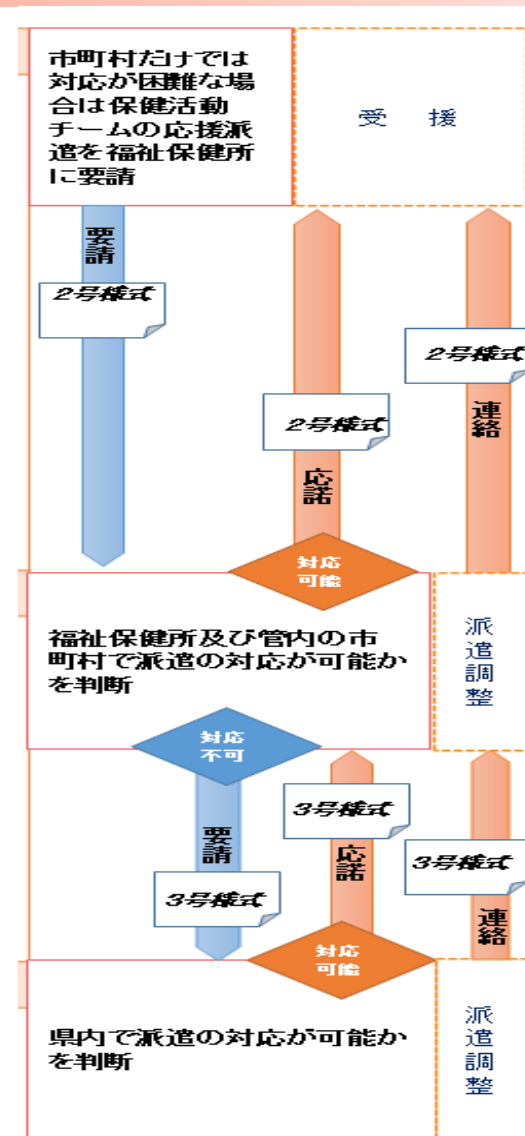 市町村だけでは
対応が困難な場
合は保健活動
チームの応援派
遣を福祉保健所
に要請
受 援
要請
2号様式
2号様式
連絡
2号様式
応諾
対応
可能
福祉保健所及び管内の市
町村で派遣の対応が可能か
を判断
派遣調整
対応
不可
要請
3号様式
3号様式
応諾
3号様式
連絡
対応
可能
県内で派遣の対応が可能か
を判断
派遣調整